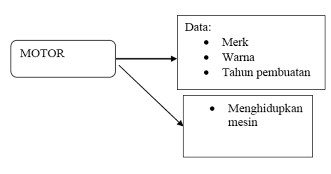 MOTOR
Data:
• Merk
• Warna
• Tahun pembuatan
• Menghidupkan
mesin